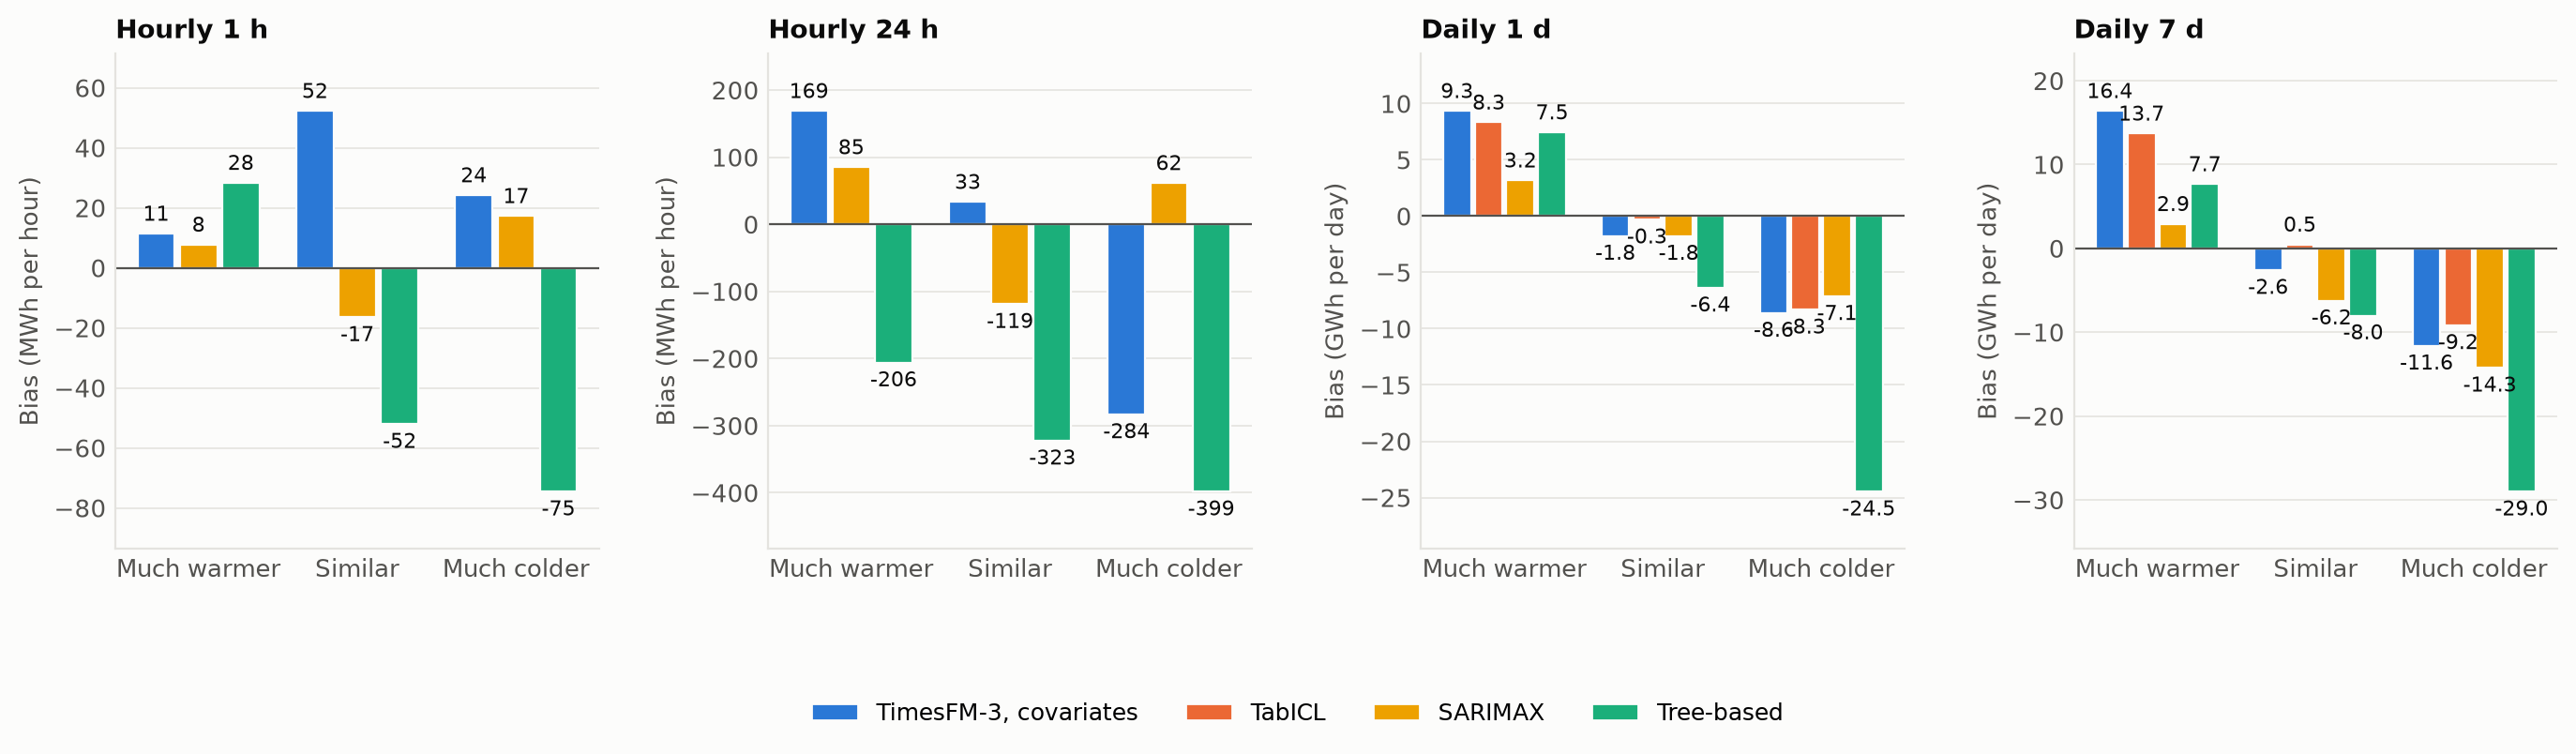 Hourly 1 h
Bias (MWh per hour)
60
40
20
0
−20
−40
−60
−80
11
8
28
52
-17
-52
24
17
-75
Much warmer
Similar
Much colder
Hourly 24 h
Bias (MWh per hour)
200
100
0
−100
−200
−300
−400
169
85
-206
33
-119
-323
-284
62
-399
Much warmer
Similar
Much colder
Daily 1 d
Bias (GWh per day)
10
5
0
−5
−10
−15
−20
−25
9.3
8.3
3.2
7.5
-1.8
-0.3
-1.8
-6.4
-8.6
-8.3
-7.1
-24.5
Much warmer
Similar
Much colder
Daily 7 d
Bias (GWh per day)
20
10
0
−10
−20
−30
16.4
13.7
2.9
7.7
-2.6
0.5
-6.2
-8.0
-11.6
-9.2
-14.3
-29.0
Much warmer
Similar
Much colder
TimesFM-3, covariates
TabICL
SARIMAX
Tree-based